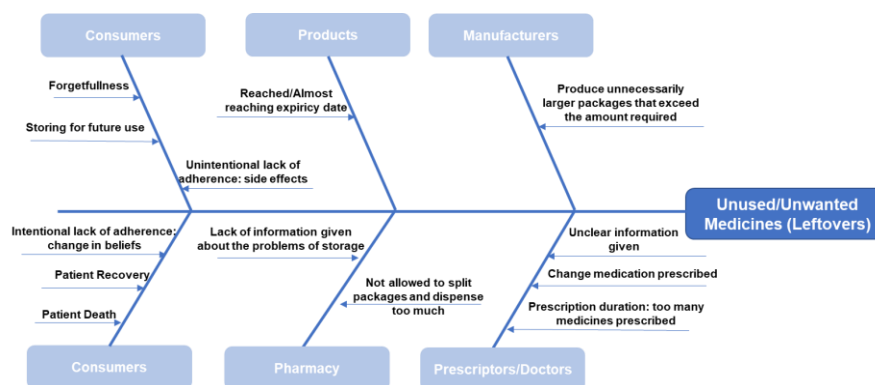 Consumers
Products
Manufacturers
Forgetfullness
Storing for future use
Unintentional lack of
adherence: side effects
Reached/Almost
reaching expiricy date
Produce unnecessarily
larger packages that exceed
the amount required
Unused/Unwanted
Medicines (Leftovers)
Intentional lack of adherence:
change in beliefs
Patient Recovery
Patient Death
Lack of information given
about the problems of storage
Not allowed to split
packages and dispense
too much
Unclear information
given
Change medication prescribed
Prescription duration: too many
medicines prescribed
Consumers
Pharmacy
Prescriptors/Doctors